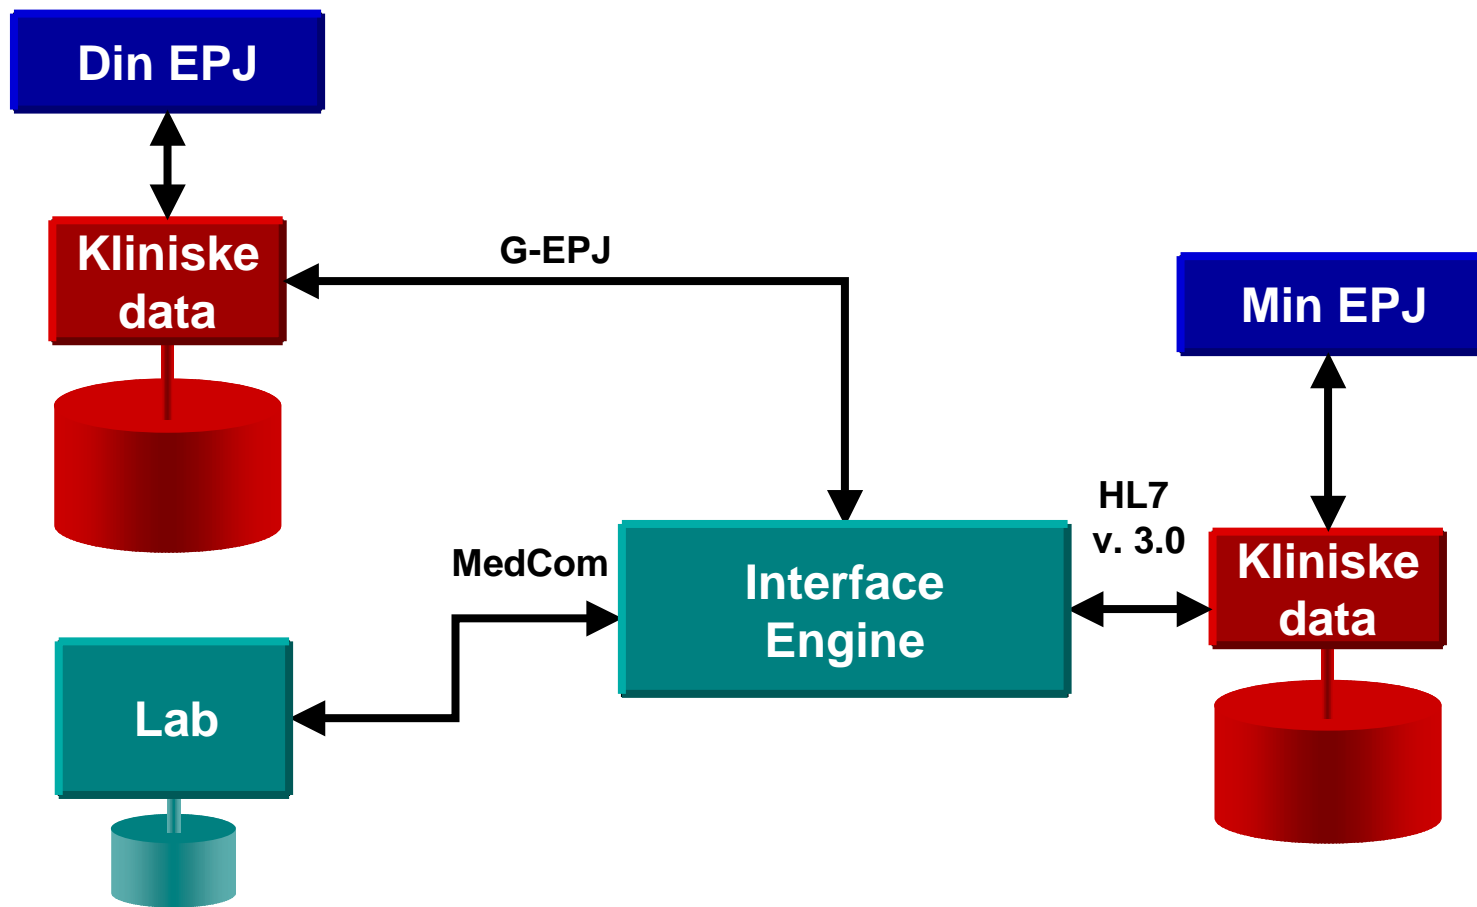 Din EPJ
Kliniske
data
G-EPJ
Min EPJ
HL7
v. 3.0
MedCom
Interface
Engine
Kliniske
data
Lab